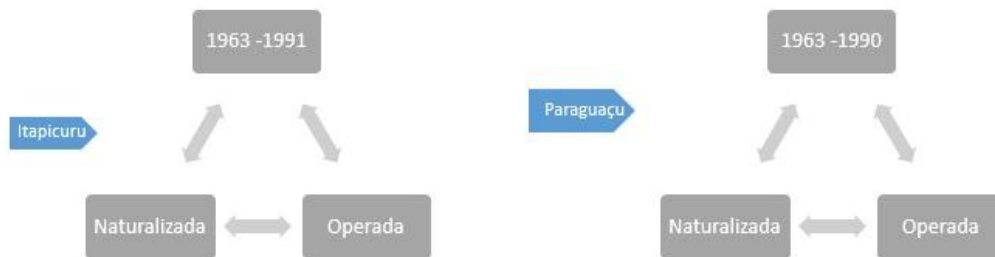 1963 -1991
Itapicuru
Naturalizada
Operada
1963 -1990
Paraguaçu
Naturalizada
Operada